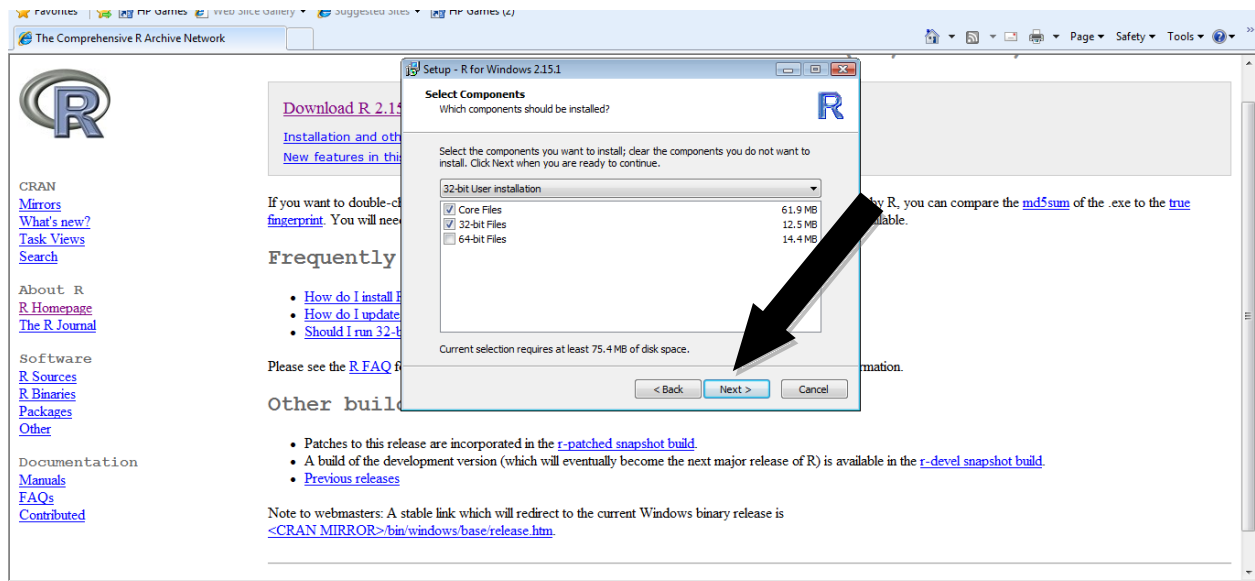 Favorites HP Games Web Slice Gallery Suggested Sites HP Games (2)
The Comprehensive R Archive Network
Page Safety Tools
R
CRAN
Mirrors
What's new?
Task Views
Search
About R
R Homepage
The R Journal
Software
R Sources
R Binaries
Packages
Other
Documentation
Manuals
FAQs
Contributed
Download R 2.15
Installation and oth
New features in this
If you want to double-ch
by R, you can compare the md5sum of the .exe to the true
fingerprint. You will nee
ilable.
Frequently
How do I install R
How do I update
Should I run 32-b
Please see the R FAQ f
rmation.
Other build
Patches to this release are incorporated in the r-patched snapshot build.
A build of the development version (which will eventually become the next major release of R) is available in the r-devel snapshot build.
Previous releases
Note to webmasters: A stable link which will redirect to the current Windows binary release is
<CRAN MIRROR>/bin/windows/base/release.htm.
Setup - R for Windows 2.15.1
Select Components
Which components should be installed?
R
Select the components you want to install; clear the components you do not want to
install. Click Next when you are ready to continue.
32-bit User installation
Core Files 61.9 MB
32-bit Files 12.5 MB
64-bit Files 14.4 MB
Current selection requires at least 75.4 MB of disk space.
< Back Next > Cancel